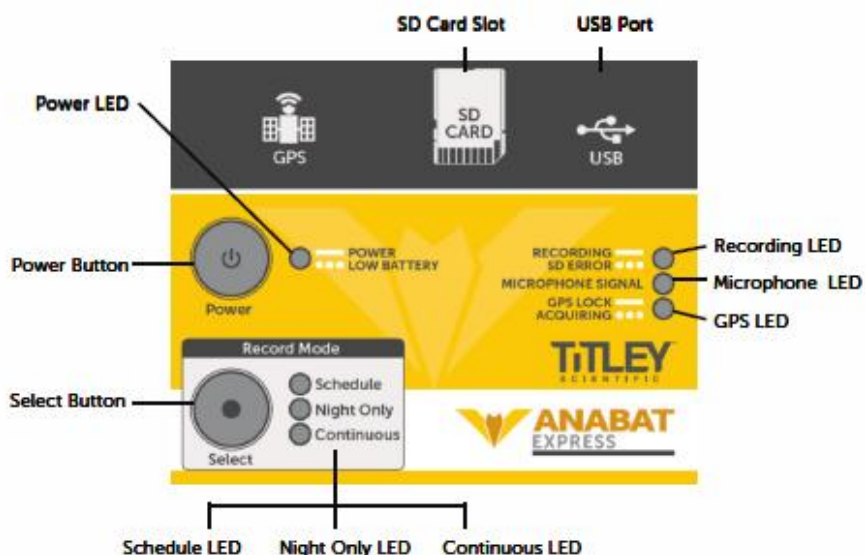 SD Card Slot
USB Port
Power LED
SD
CARD
GPS
USB
Power Button
POWER
LOW BATTERY
RECORDING
SD ERROR
MICROPHONE SIGNAL
GPS LOCK
ACQUIRING
Recording LED
Microphone LED
GPS LED
Power
Record Mode
TITLEY
SCIENTIFIC
Select Button
Schedule
Night Only
Continuous
Select
ANABAT
EXPRESS
Schedule LED
Night Only LED
Continuous LED